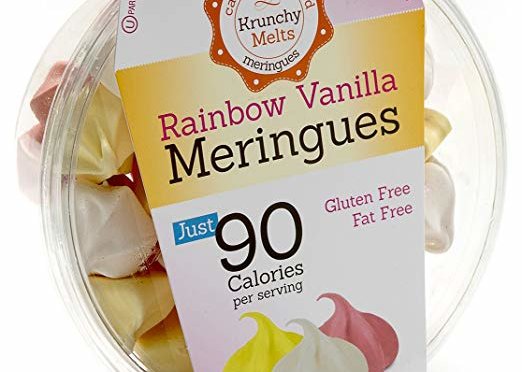 Krunchy
Melts
meringues
Rainbow Vanilla
Meringues
Just 90
Calories
per serving
Gluten Free
Fat Free